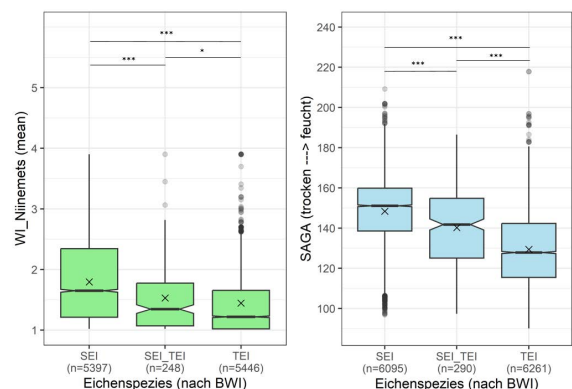 ***
***
*
5
4
3
2
1
WI_Niinemets (mean)
SEI
(n=5397)
SEI_TEI
(n=248)
TEI
(n=5446)
Eichenspezies (nach BWI)
***
***
***
240
220
200
180
160
140
120
100
SAGA (trocken ---> feucht)
SEI
(n=6095)
SEI_TEI
(n=290)
TEI
(n=6261)
Eichenspezies (nach BWI)